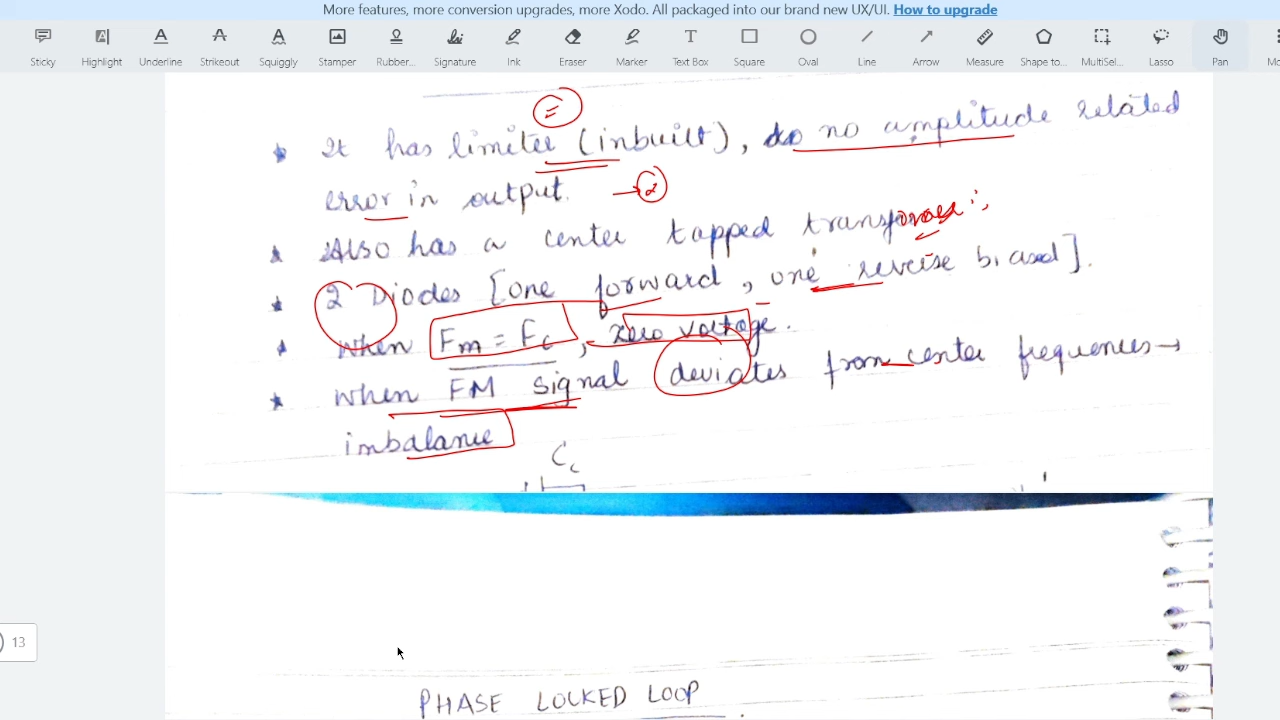 More features, more conversion upgrades, more Xodo. All packaged into our brand new UX/UI. How to upgrade
Sticky Highlight Underline Strikeout Squiggly Stamper Rubber... Signature Ink Eraser Marker Text Box Square Oval Line Arrow Measure Shape to... MultiSel... Lasso Pan Mo
It has limiter (inbuilt), so no amplitude related
error in output. → 2
Also has a center tapped transformer
2 Diodes [one forward, one reverse biased].
When Fm = Fc, zero voltage.
When FM signal deviates from center frequences →
imbalance
Cc
13
PHASE LOCKED LOOP